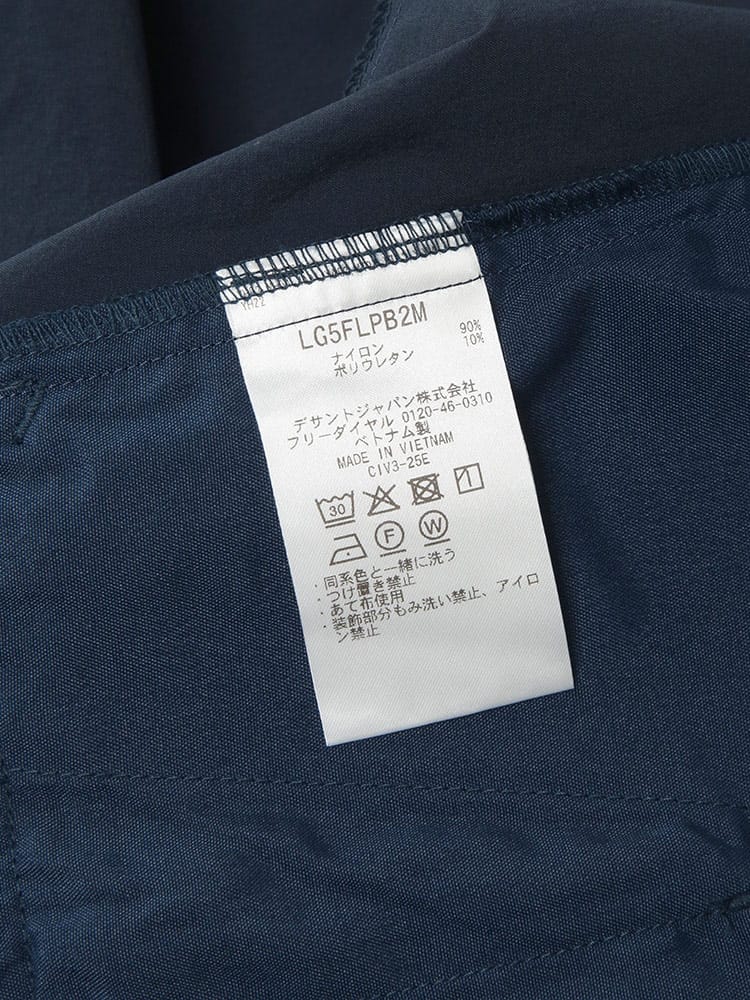 YH22
LG5FLPB2M
ナイロン 90%
ポリウレタン 10%
デサントジャパン株式会社
フリーダイヤル 0120-46-0310
ベトナム製
MADE IN VIETNAM
CIV3-25E
30
F W
・同系色と一緒に洗う
・つけ置き禁止
・あて布使用
・装飾部分もみ洗い禁止、アイロ
ン禁止